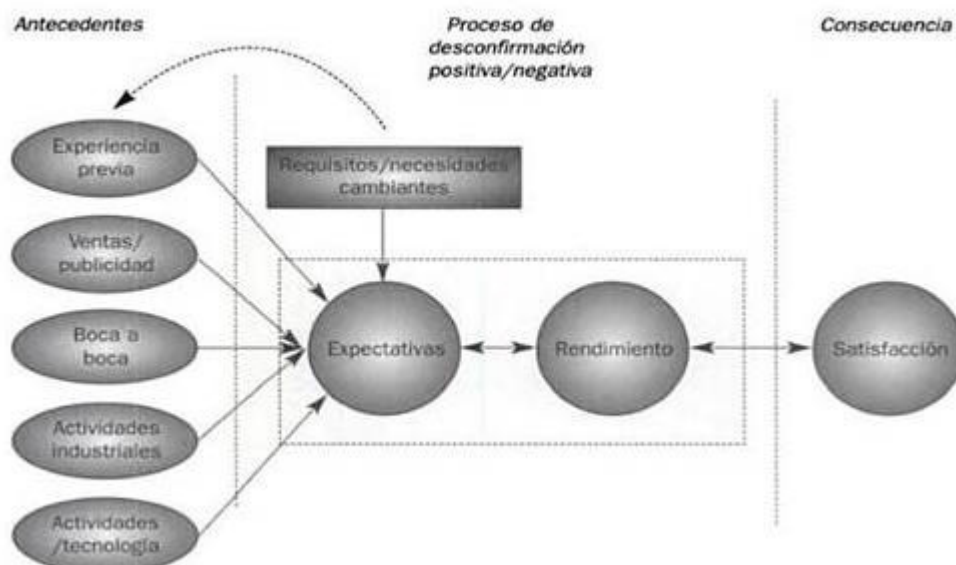 Antecedentes
Proceso de
desconfirmación
positiva/negativa
Consecuencia
Experiencia
previa
Requisitos/necesidades
cambiantes
Ventas/
publicidad
Boca a
boca
Expectativas
Rendimiento
Satisfacción
Actividades
industriales
Actividades
/tecnología